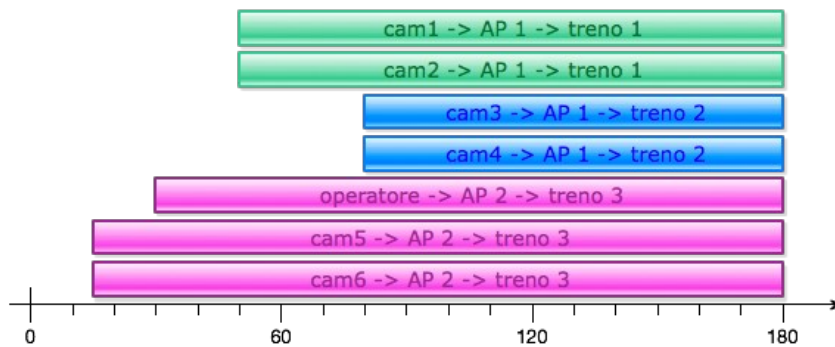 cam1 -> AP 1 -> treno 1
cam2 -> AP 1 -> treno 1
cam3 -> AP 1 -> treno 2
cam4 -> AP 1 -> treno 2
operatore -> AP 2 -> treno 3
cam5 -> AP 2 -> treno 3
cam6 -> AP 2 -> treno 3
0 60 120 180